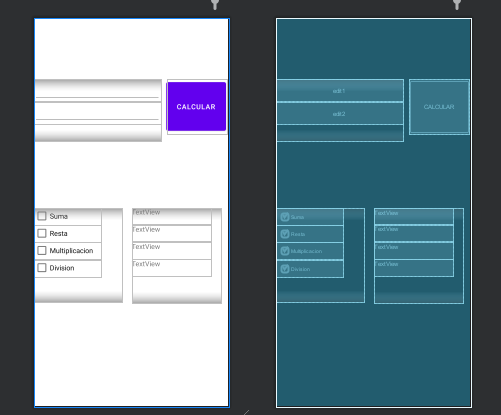 CALCULAR
Suma
Resta
Multiplicacion
Division
TextView
TextView
TextView
TextView
edit1
edit2
CALCULAR
Suma
Resta
Multiplicacion
Division
TextView
TextView
TextView
TextView